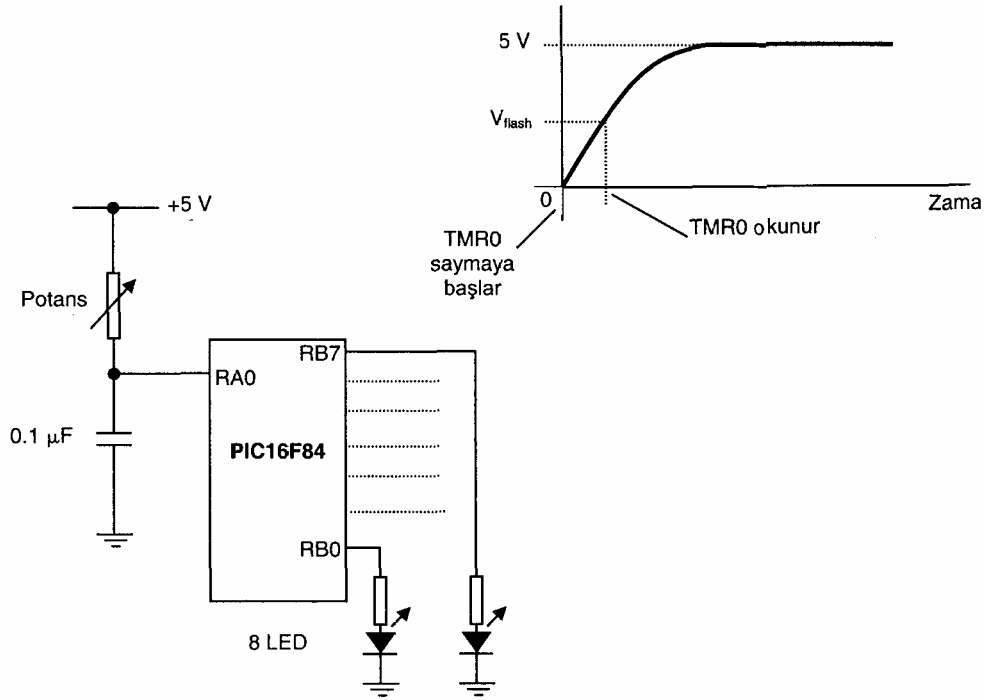 5 V
Vflash
0
Zama
TMR0
saymaya
başlar
TMR0 okunur
+5 V
Potans
RB7
RA0
0.1 μF
PIC16F84
RB0
8 LED